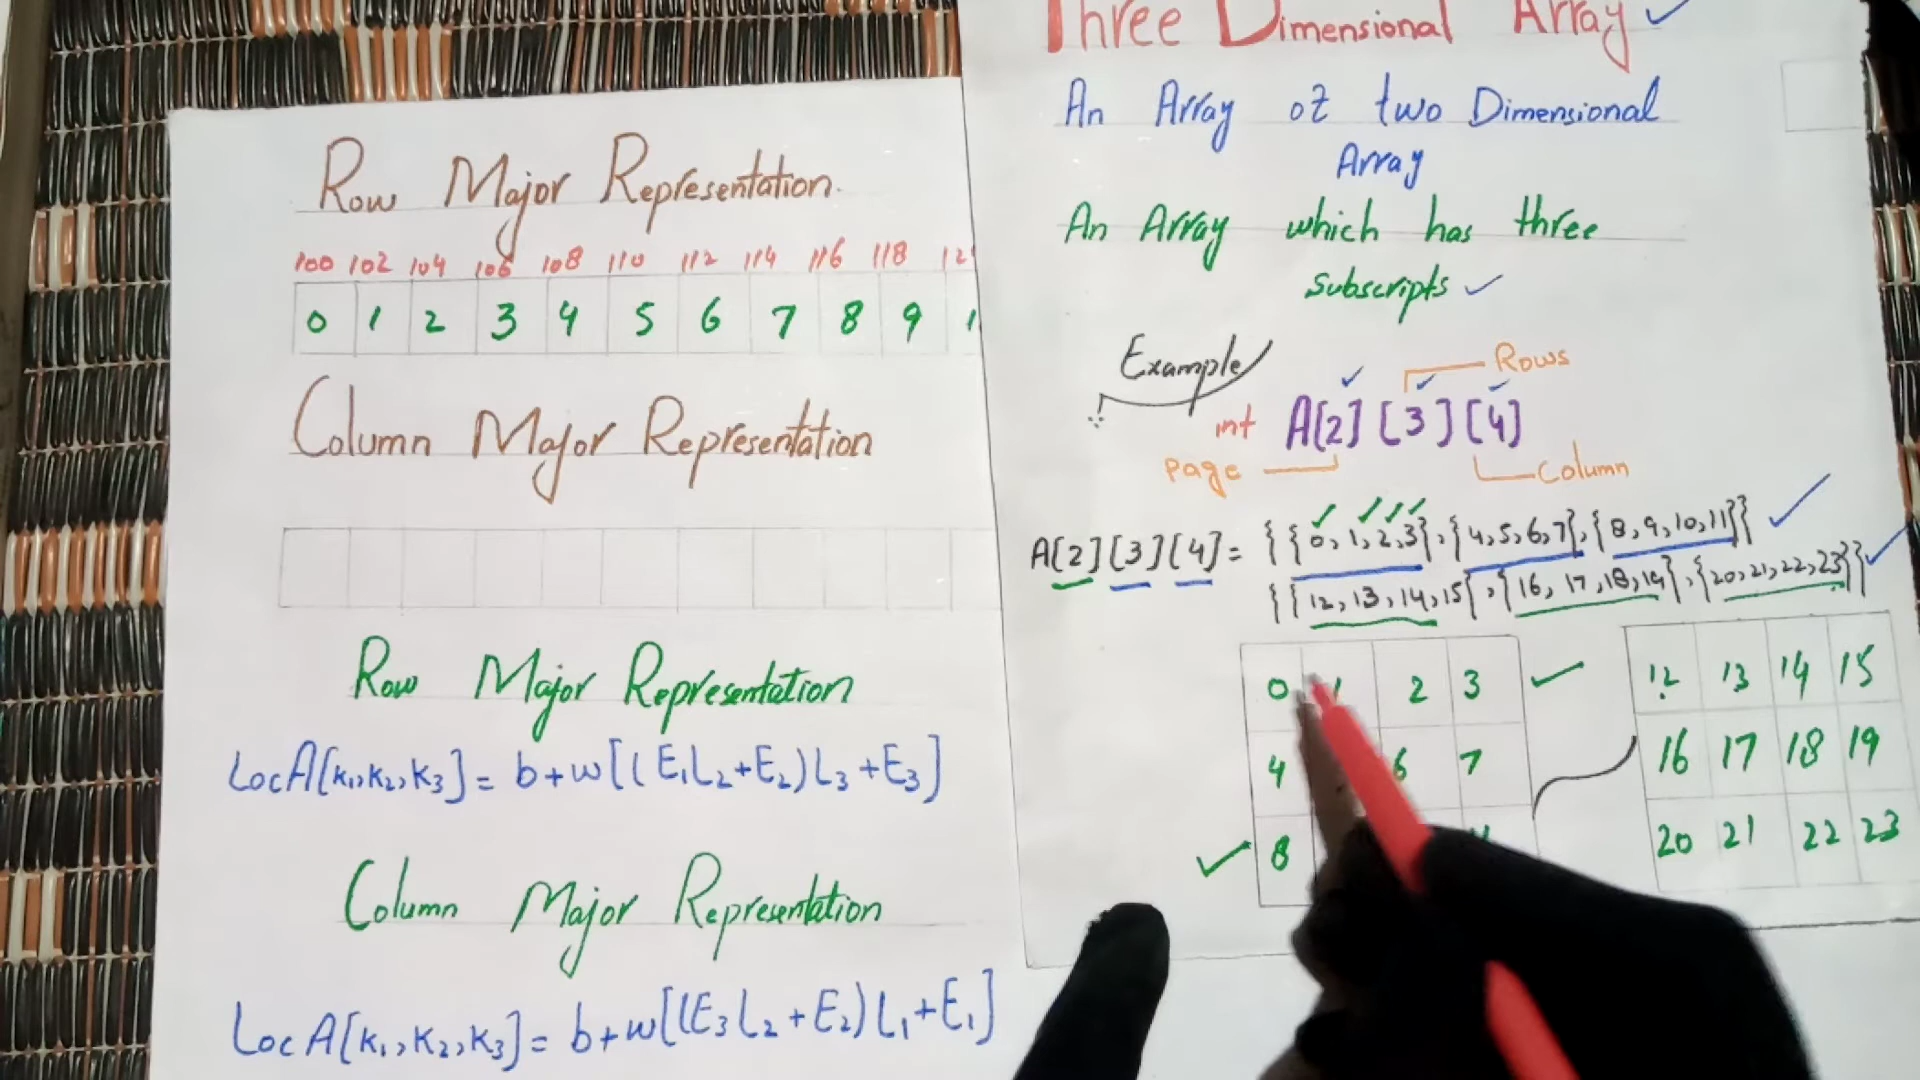 Row Major Representation.
100 102 104 106 108 110 112 114 116 118
0 1 2 3 4 5 6 7 8 9
Column Major Representation
Row Major Representation
LocA[K1,K2,K3] = b+w[(E1L2+E2)L3+E3]
Column Major Representation
LocA[K1,K2,K3] = b+w[(E3L2+E2)L1+E1]
Three Dimensional Array
An Array of two Dimensional
Array
An Array which has three
Subscripts
Example
Rows
int A[2][3][4]
Page
Column
A[2][3][4] = {{0,1,2,3},{4,5,6,7},{8,9,10,11}}
{{12,13,14,15},{16,17,18,19},{20,21,22,23}}
0 1 2 3
4 6 7
8
12 13 14 15
16 17 18 19
20 21 22 23